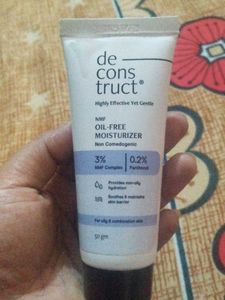 de
cons
truct®
Highly Effective Yet Gentle
NMF
OIL-FREE
MOISTURIZER
Non Comedogenic
3% 0.2%
NMF Complex Panthenol
Provides non-oily
hydration
Soothes & maintains
skin barrier
For oily & combination skin
50 gm